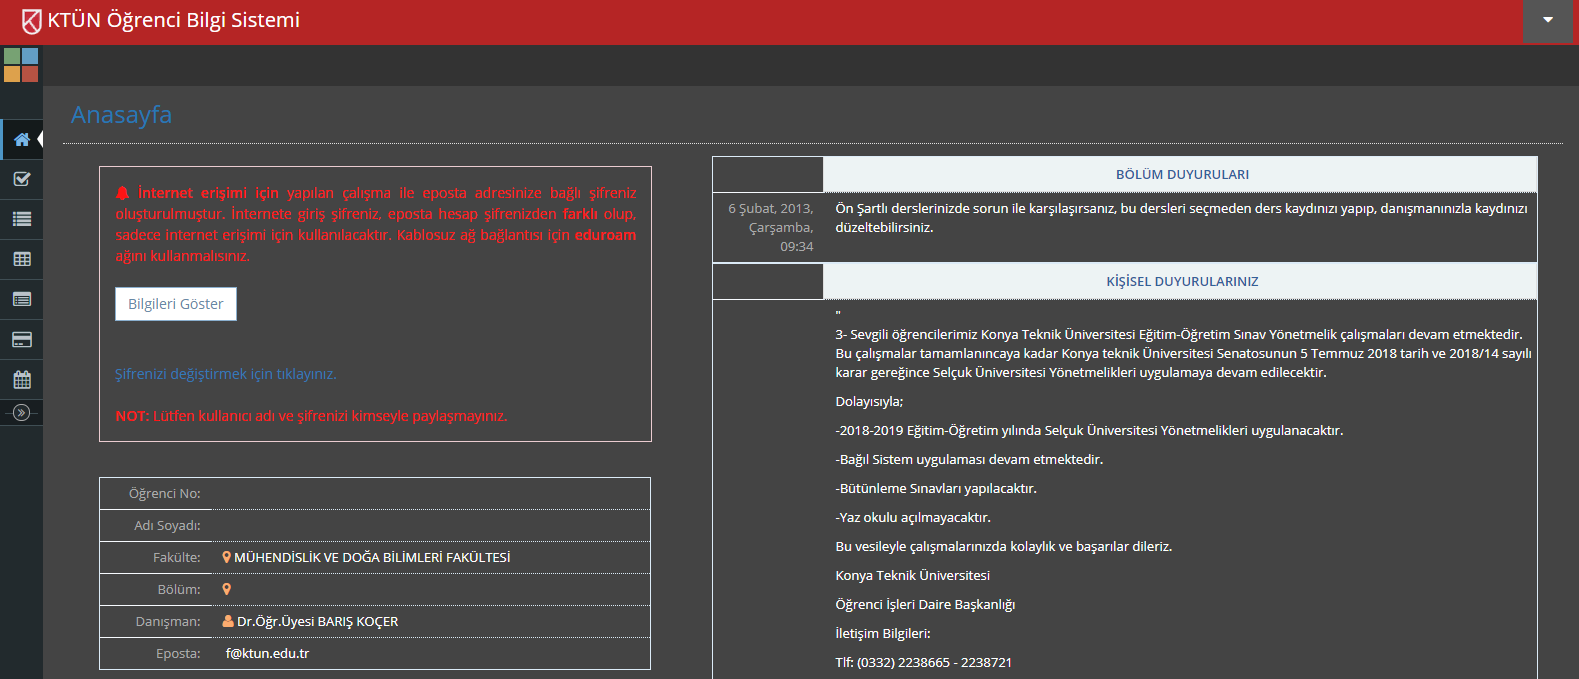 KTÜN Öğrenci Bilgi Sistemi
Anasayfa
İnternet erişimi için yapılan çalışma ile eposta adresinize bağlı şifreniz
oluşturulmuştur. İnternete giriş şifreniz, eposta hesap şifrenizden farklı olup,
sadece internet erişimi için kullanılacaktır. Kablosuz ağ bağlantısı için eduroam
ağını kullanmalısınız.
Bilgileri Göster
Şifrenizi değiştirmek için tıklayınız.
NOT: Lütfen kullanıcı adı ve şifrenizi kimseyle paylaşmayınız.
Öğrenci No:
Adı Soyadı:
Fakülte: MÜHENDİSLİK VE DOĞA BİLİMLERİ FAKÜLTESİ
Bölüm:
Danışman: Dr.Öğr.Üyesi BARIŞ KOÇER
Eposta: f@ktun.edu.tr
BÖLÜM DUYURULARI
6 Şubat, 2013,
Çarşamba,
09:34
Ön Şartlı derslerinizde sorun ile karşılaşırsanız, bu dersleri seçmeden ders kaydınızı yapıp, danışmanınızla kaydınızı
düzeltebilirsiniz.
KİŞİSEL DUYURULARINIZ
"
3- Sevgili öğrencilerimiz Konya Teknik Üniversitesi Eğitim-Öğretim Sınav Yönetmelik çalışmaları devam etmektedir.
Bu çalışmalar tamamlanıncaya kadar Konya teknik Üniversitesi Senatosunun 5 Temmuz 2018 tarih ve 2018/14 sayılı
karar gereğince Selçuk Üniversitesi Yönetmelikleri uygulamaya devam edilecektir.
Dolayısıyla;
-2018-2019 Eğitim-Öğretim yılında Selçuk Üniversitesi Yönetmelikleri uygulanacaktır.
-Bağıl Sistem uygulaması devam etmektedir.
-Bütünleme Sınavları yapılacaktır.
-Yaz okulu açılmayacaktır.
Bu vesileyle çalışmalarınızda kolaylık ve başarılar dileriz.
Konya Teknik Üniversitesi
Öğrenci İşleri Daire Başkanlığı
İletişim Bilgileri:
Tlf: (0332) 2238665 - 2238721